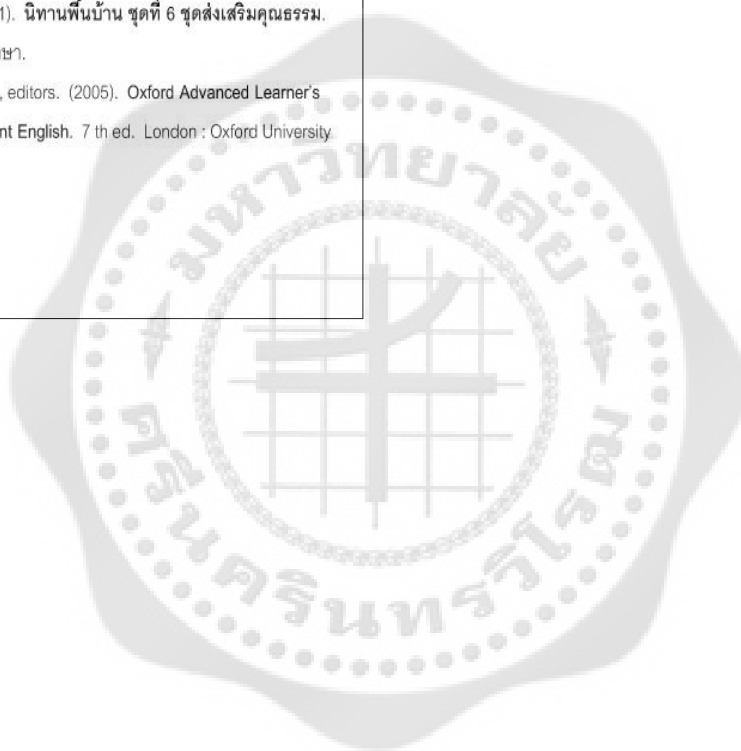 1). นิทานพื้นบ้าน ชุดที่ 6 ชุดส่งเสริมคุณธรรม.
ษา.
, editors. (2005). Oxford Advanced Learner's
nt English. 7 th ed. London : Oxford University
มหาวิทยาลัย
ศรีนครินทรวิโรฒ